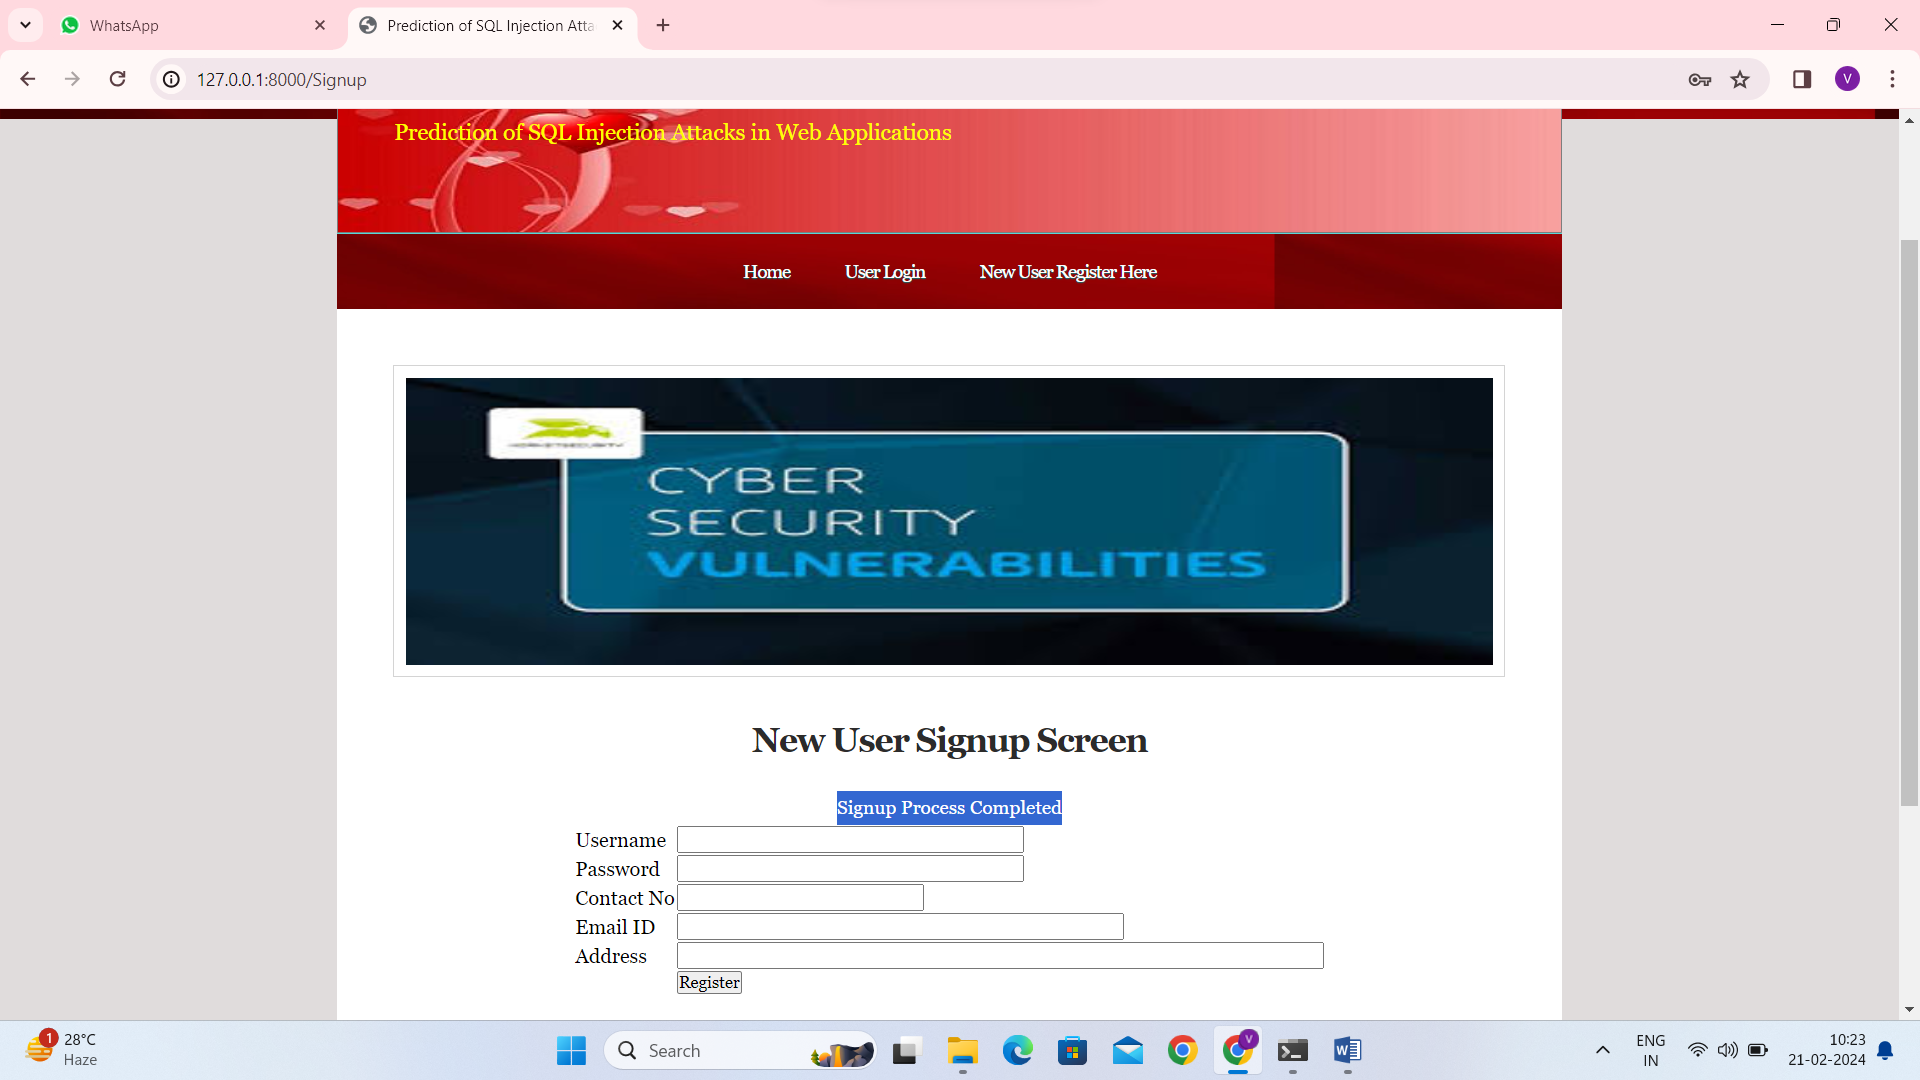 WhatsApp
Prediction of SQL Injection Atta
127.0.0.1:8000/Signup
V
Prediction of SQL Injection Attacks in Web Applications
Home
User Login
New User Register Here
CYBER
SECURITY
VULNERABILITIES
New User Signup Screen
Signup Process Completed
Username
Password
Contact No
Email ID
Address
Register
1
28°C
Haze
Search
V
ENG
IN
10:23
21-02-2024